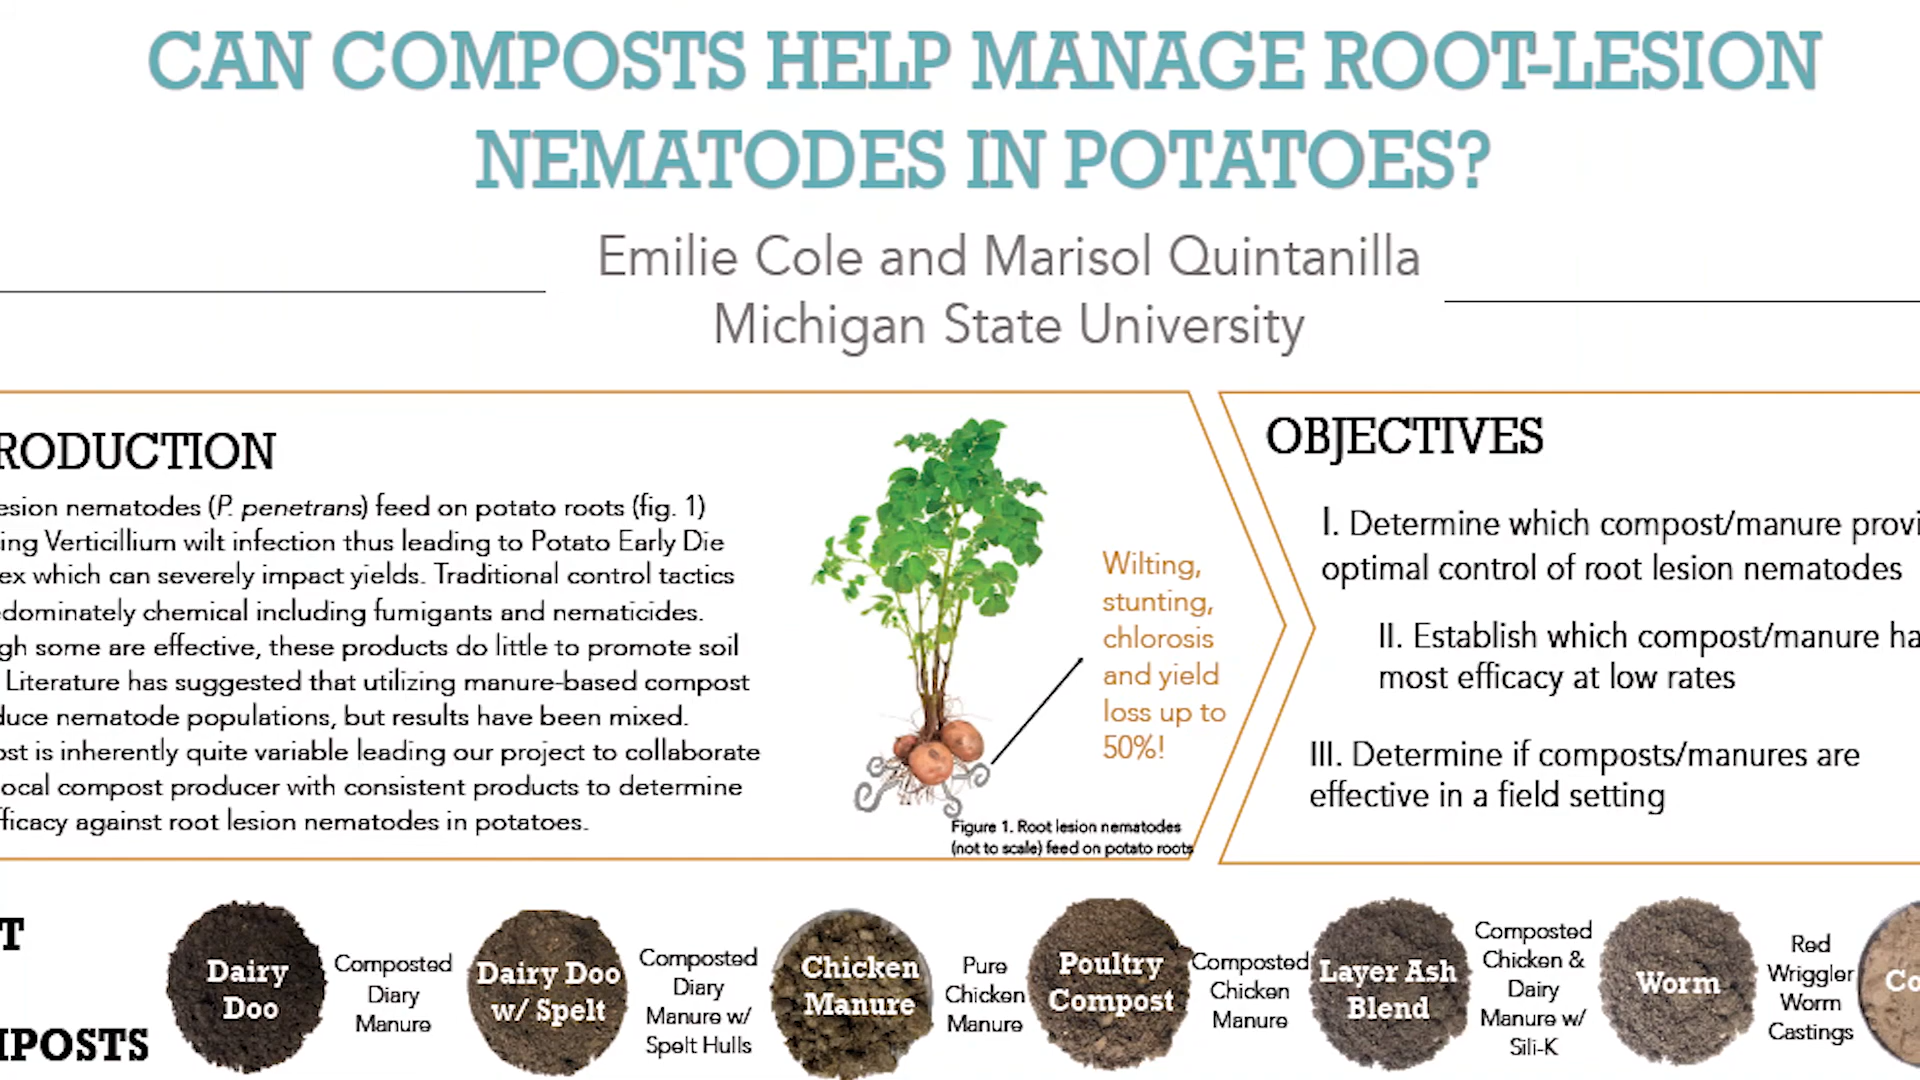 CAN COMPOSTS HELP MANAGE ROOT-LESION
NEMATODES IN POTATOES?
Emilie Cole and Marisol Quintanilla
Michigan State University
RODUCTION
esion nematodes (P. penetrans) feed on potato roots (fig. 1)
ing Verticillium wilt infection thus leading to Potato Early Die
ex which can severely impact yields. Traditional control tactics
edominately chemical including fumigants and nematicides.
gh some are effective, these products do little to promote soil
Literature has suggested that utilizing manure-based compost
duce nematode populations, but results have been mixed.
ost is inherently quite variable leading our project to collaborate
ocal compost producer with consistent products to determine
fficacy against root lesion nematodes in potatoes.
Wilting,
stunting,
chlorosis
and yield
loss up to
50%!
Figure 1. Root lesion nematodes
(not to scale) feed on potato roots
OBJECTIVES
I. Determine which compost/manure provi
optimal control of root lesion nematodes
II. Establish which compost/manure ha
most efficacy at low rates
III. Determine if composts/manures are
effective in a field setting
T
MPOSTS
Dairy
Doo
Composted
Diary
Manure
Dairy Doo
w/ Spelt
Composted
Diary
Manure w/
Spelt Hulls
Chicken
Manure
Pure
Chicken
Manure
Poultry
Compost
Composted
Chicken
Manure
Layer Ash
Blend
Composted
Chicken &
Dairy
Manure w/
Sili-K
Worm
Red
Wriggler
Worm
Castings
Co